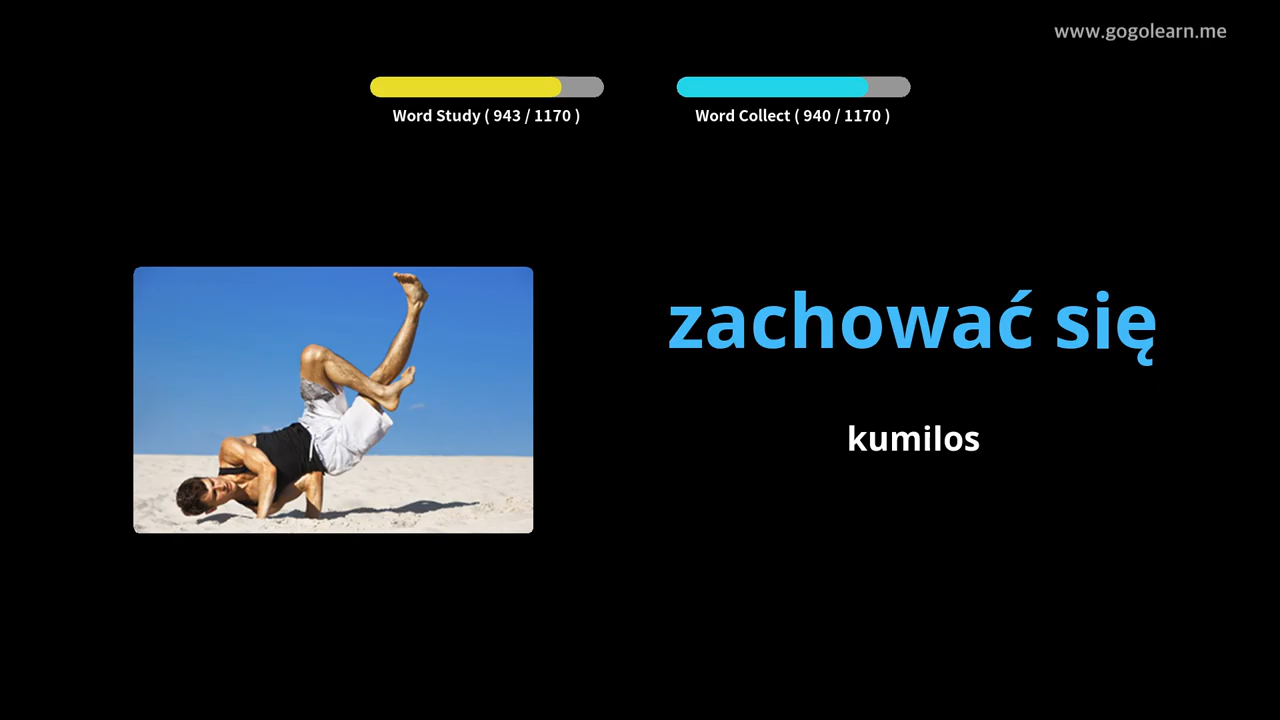 www.gogolearn.me
Word Study ( 943 / 1170 )
Word Collect ( 940 / 1170 )
zachować się
kumilos